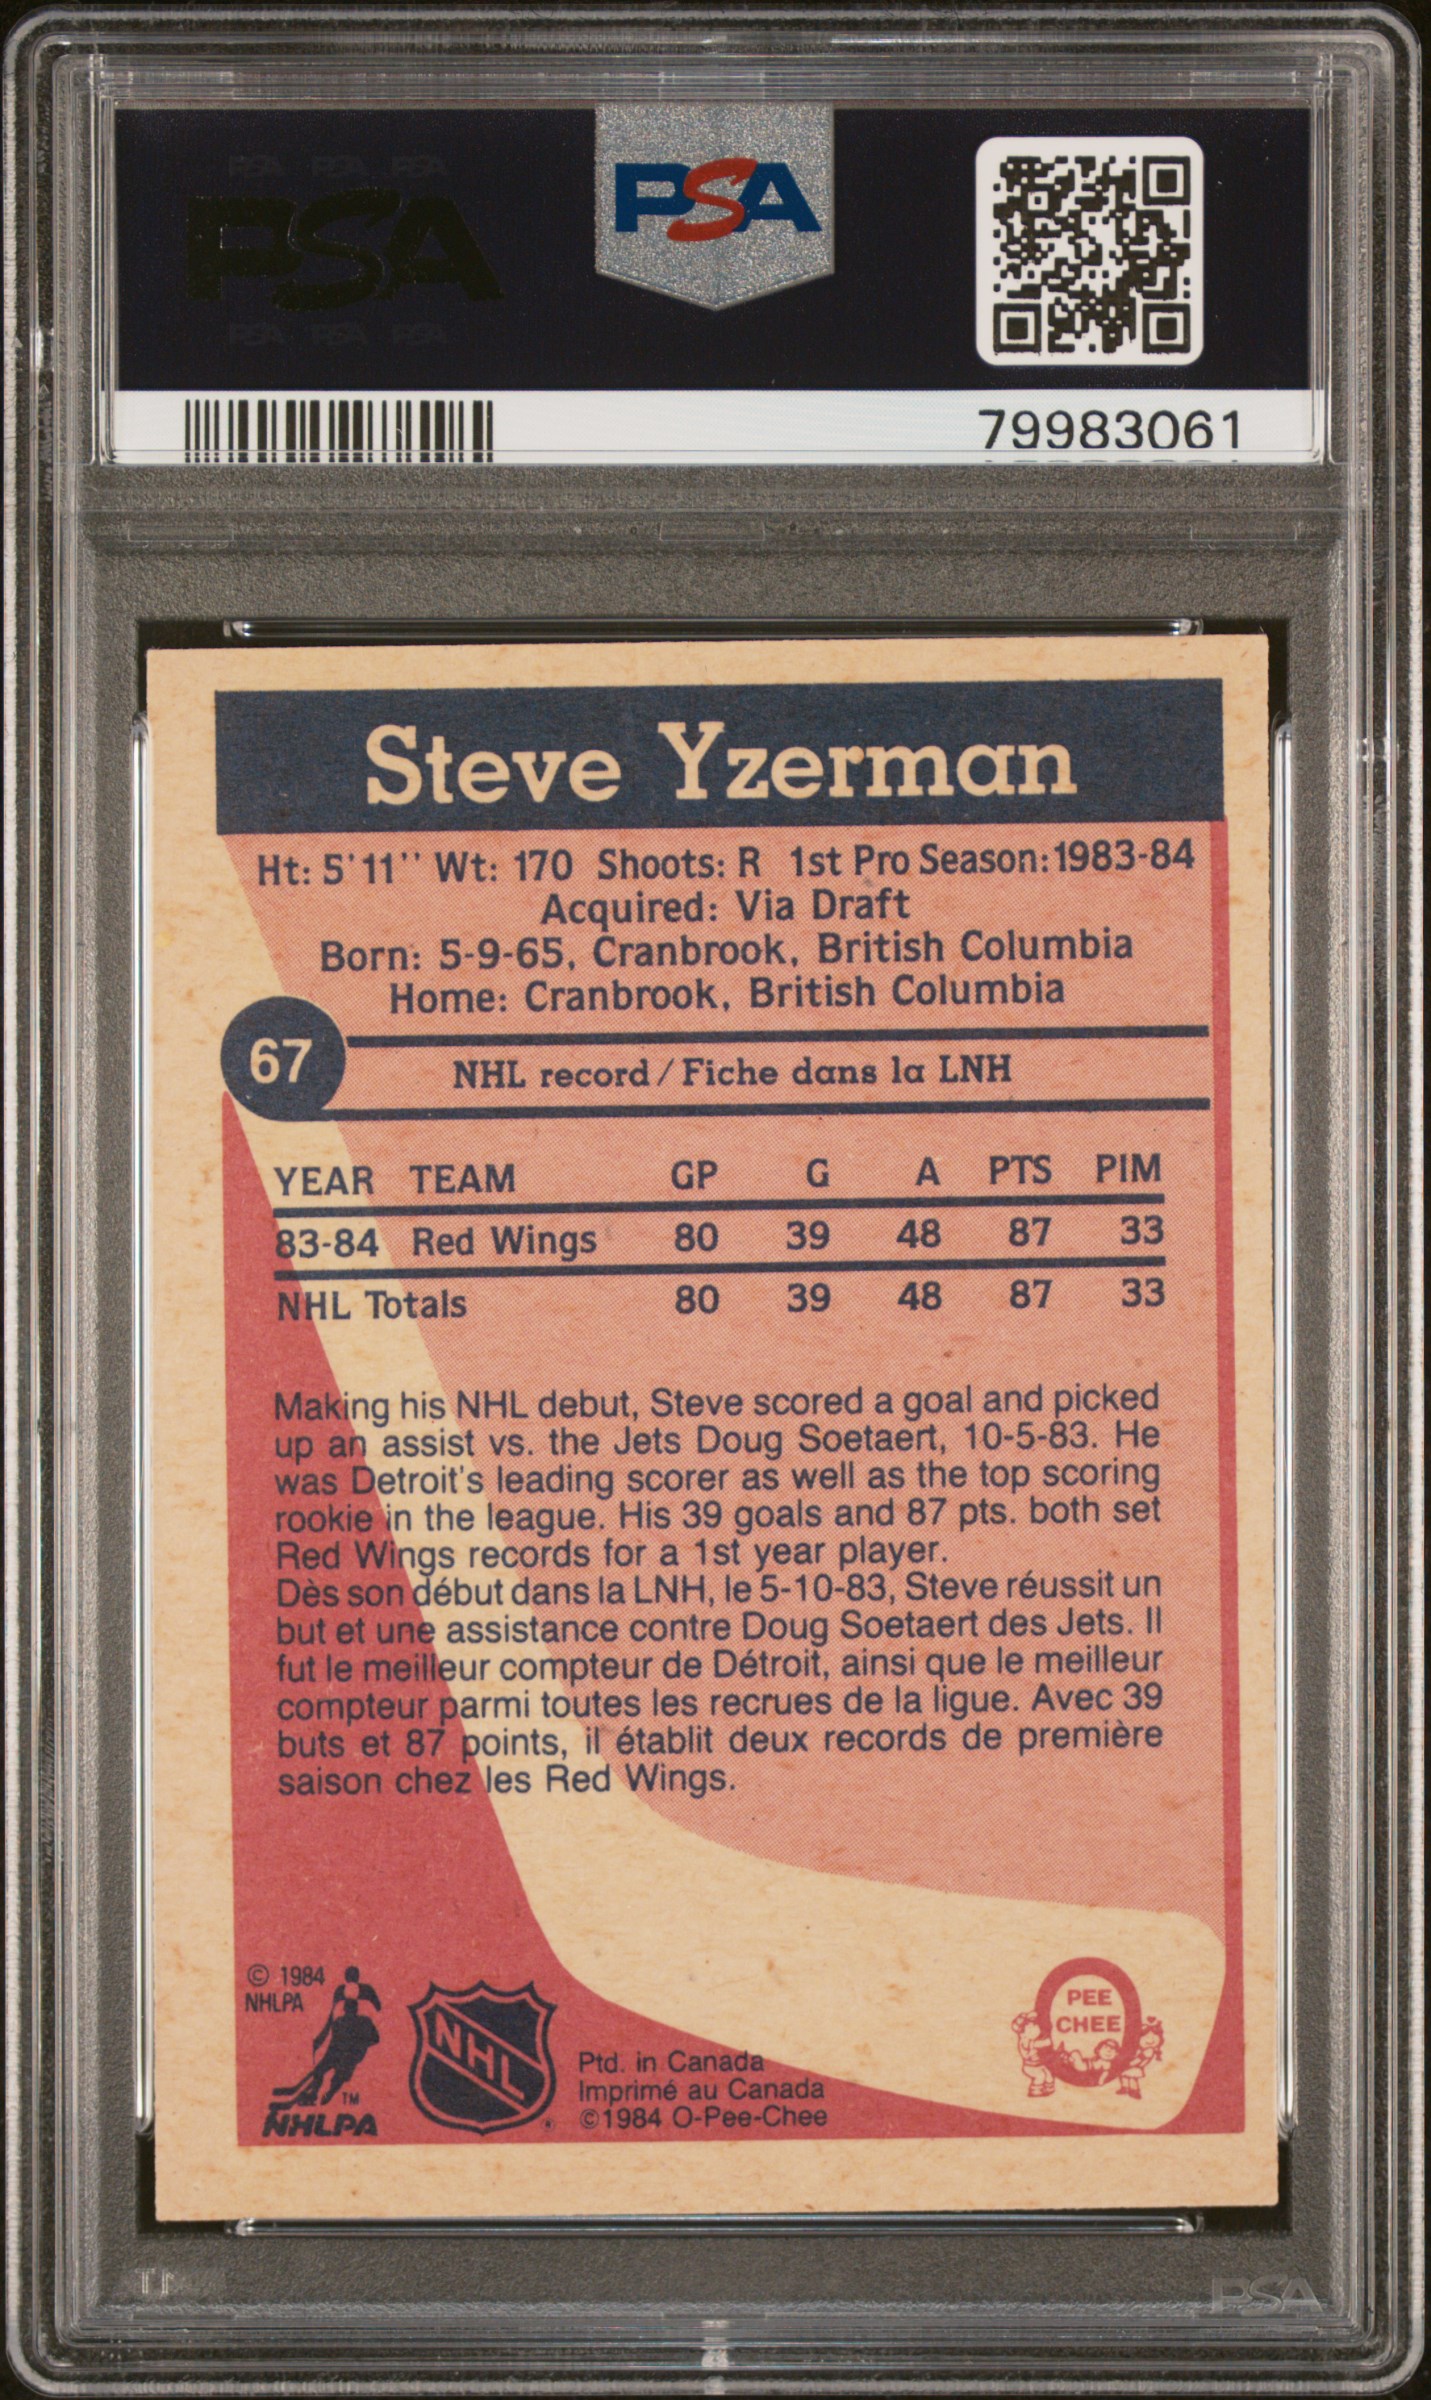 PSA PSA PSA
PSA
PSA PSA PSA
PSA
79983061
Steve Yzerman
Ht: 5'11'' Wt: 170 Shoots: R 1st Pro Season: 1983-84
Acquired: Via Draft
Born: 5-9-65, Cranbrook, British Columbia
Home: Cranbrook, British Columbia
67
NHL record / Fiche dans la LNH
YEAR TEAM GP G A PTS PIM
83-84 Red Wings 80 39 48 87 33
NHL Totals 80 39 48 87 33
Making his NHL debut, Steve scored a goal and picked
up an assist vs. the Jets Doug Soetaert, 10-5-83. He
was Detroit's leading scorer as well as the top scoring
rookie in the league. His 39 goals and 87 pts. both set
Red Wings records for a 1st year player.
Dès son début dans la LNH, le 5-10-83, Steve réussit un
but et une assistance contre Doug Soetaert des Jets. Il
fut le meilleur compteur de Détroit, ainsi que le meilleur
compteur parmi toutes les recrues de la ligue. Avec 39
buts et 87 points, il établit deux records de première
saison chez les Red Wings.
© 1984
NHLPA
TM
NHLPA
NHL
Ptd. in Canada
Imprimé au Canada
©1984 O-Pee-Chee
O
PEE
CHEE
PSA